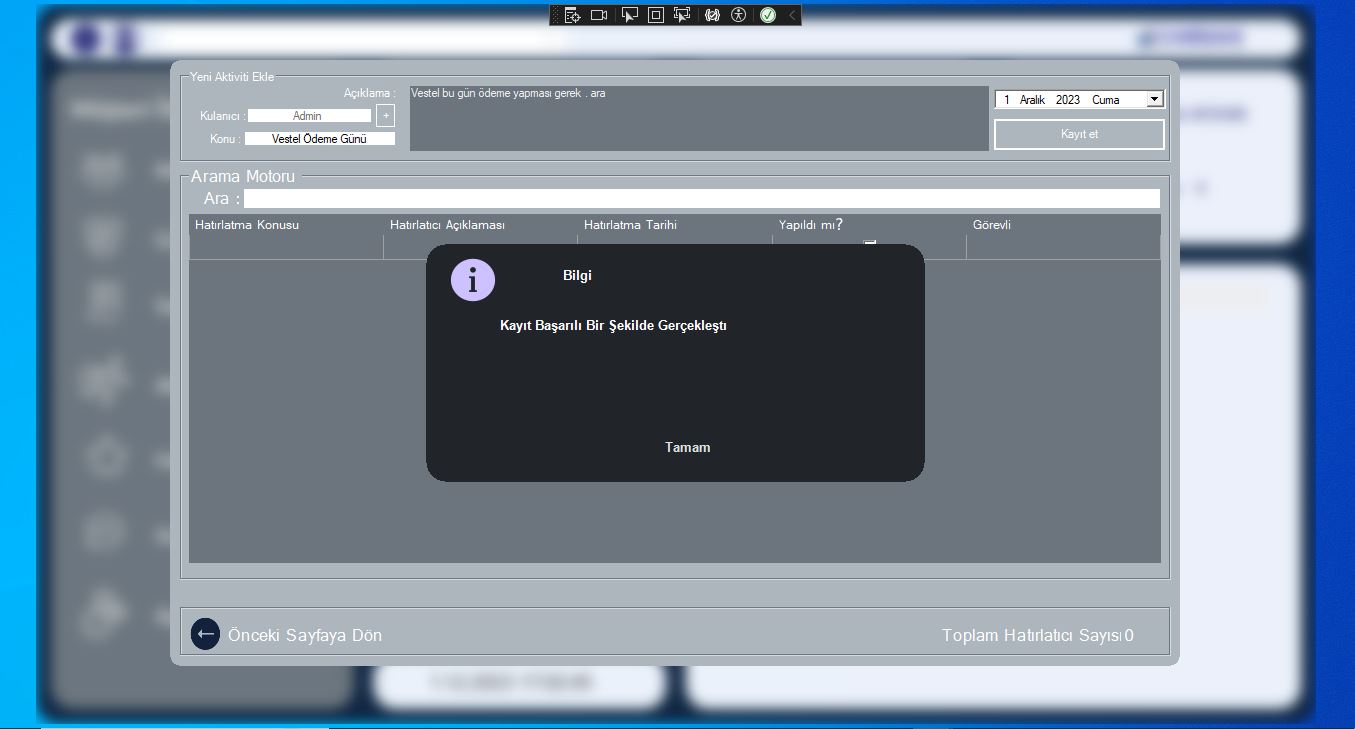 Yeni Aktiviti Ekle
Açıklama :
Vestel bu gün ödeme yapması gerek . ara
1 Aralık 2023 Cuma
Kulanıcı : Admin +
Konu : Vestel Ödeme Günü
Kayıt et
Arama Motoru
Ara :
Hatırlatma Konusu Hatırlatıcı Açıklaması Hatırlatma Tarihi Yapıldı mı? Görevli
Bilgi
Kayıt Başarılı Bir Şekilde Gerçekleştı
Tamam
Önceki Sayfaya Dön
Toplam Hatırlatıcı Sayısı 0